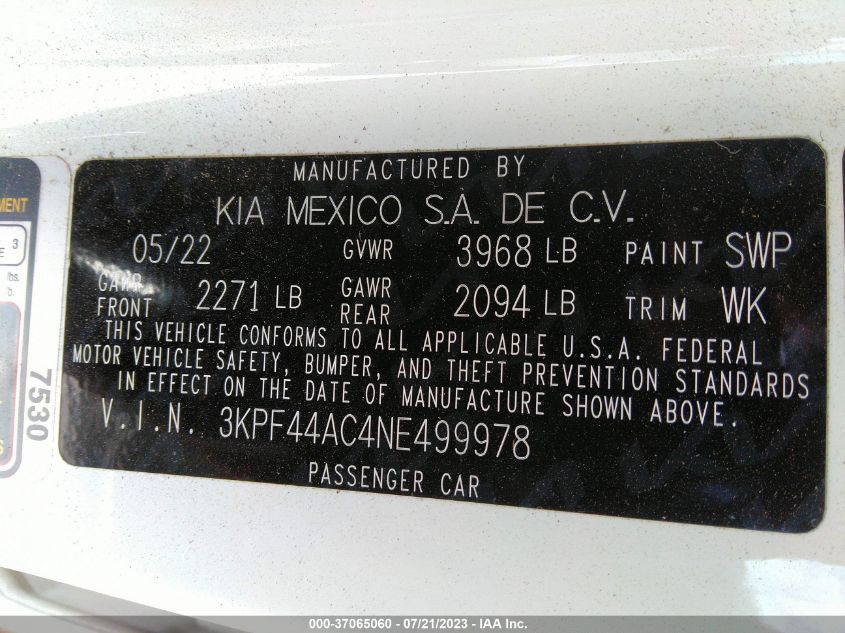 MANUFACTURED BY
KIA MEXICO S.A. DE C.V.
05/22 GVWR 3968 LB PAINT SWP
GAWR FRONT 2271 LB GAWR REAR 2094 LB TRIM WK
THIS VEHICLE CONFORMS TO ALL APPLICABLE U.S.A. FEDERAL
MOTOR VEHICLE SAFETY, BUMPER, AND THEFT PREVENTION STANDARDS
IN EFFECT ON THE DATE OF MANUFACTURE SHOWN ABOVE.
V.I.N. 3KPF44AC4NE499978
PASSENGER CAR
3
lbs.
7530
000-37065060 - 07/21/2023 - IAA Inc.